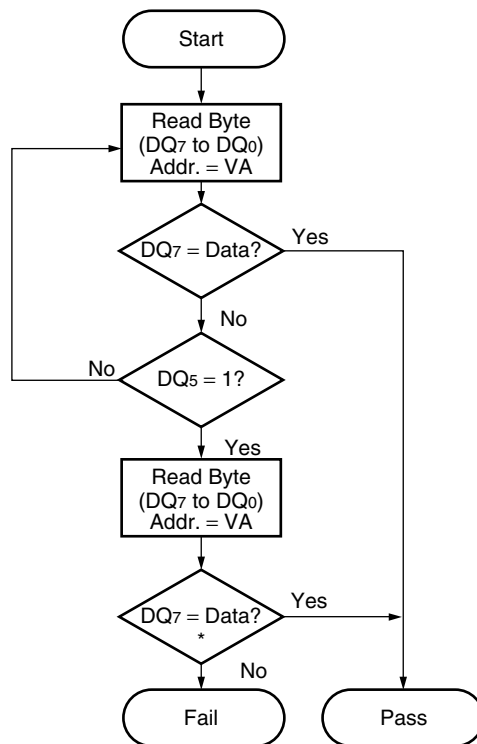 Start
Read Byte
(DQ7 to DQ0)
Addr. = VA
DQ7 = Data?
Yes
No
No
DQ5 = 1?
Yes
Read Byte
(DQ7 to DQ0)
Addr. = VA
DQ7 = Data?
*
Yes
No
Fail
Pass